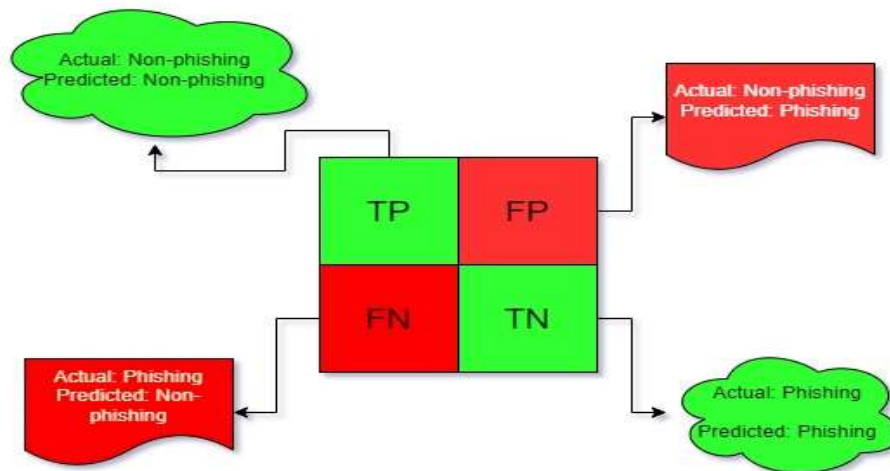 Actual: Non-phishing
Predicted: Non-phishing
Actual: Non-phishing
Predicted: Phishing
TP
FP
FN
TN
Actual: Phishing
Predicted: Non-
phishing
Actual: Phishing
Predicted: Phishing